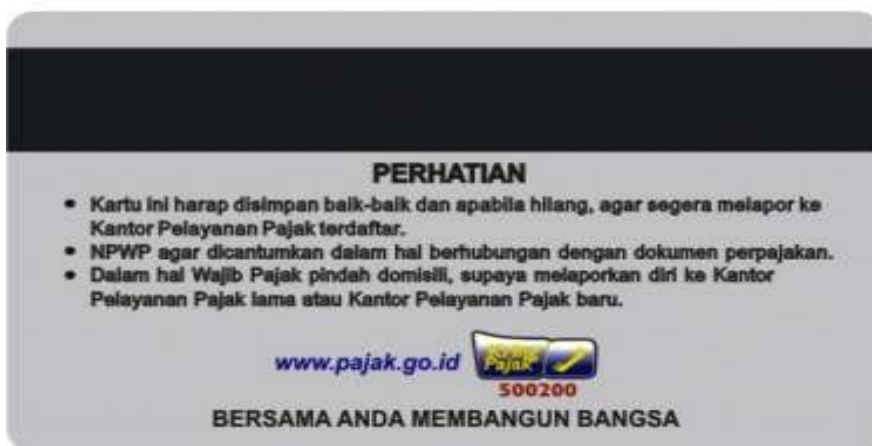 PERHATIAN
• Kartu ini harap disimpan baik-baik dan apabila hilang, agar segera melapor ke
Kantor Pelayanan Pajak terdaftar.
• NPWP agar dicantumkan dalam hal berhubungan dengan dokumen perpajakan.
• Dalam hal Wajib Pajak pindah domisili, supaya melaporkan diri ke Kantor
Pelayanan Pajak lama atau Kantor Pelayanan Pajak baru.
www.pajak.go.id
Pajak
500200
BERSAMA ANDA MEMBANGUN BANGSA